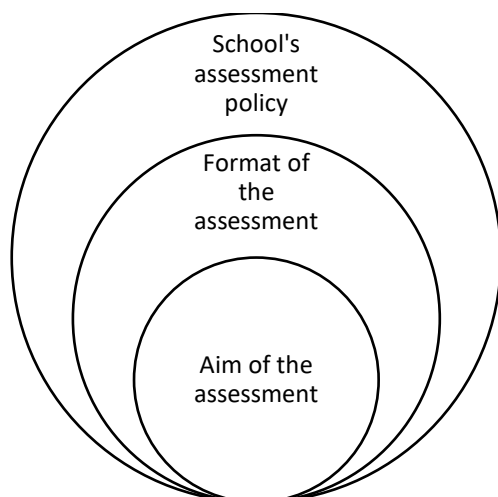 School's
assessment
policy
Format of
the
assessment
Aim of the
assessment